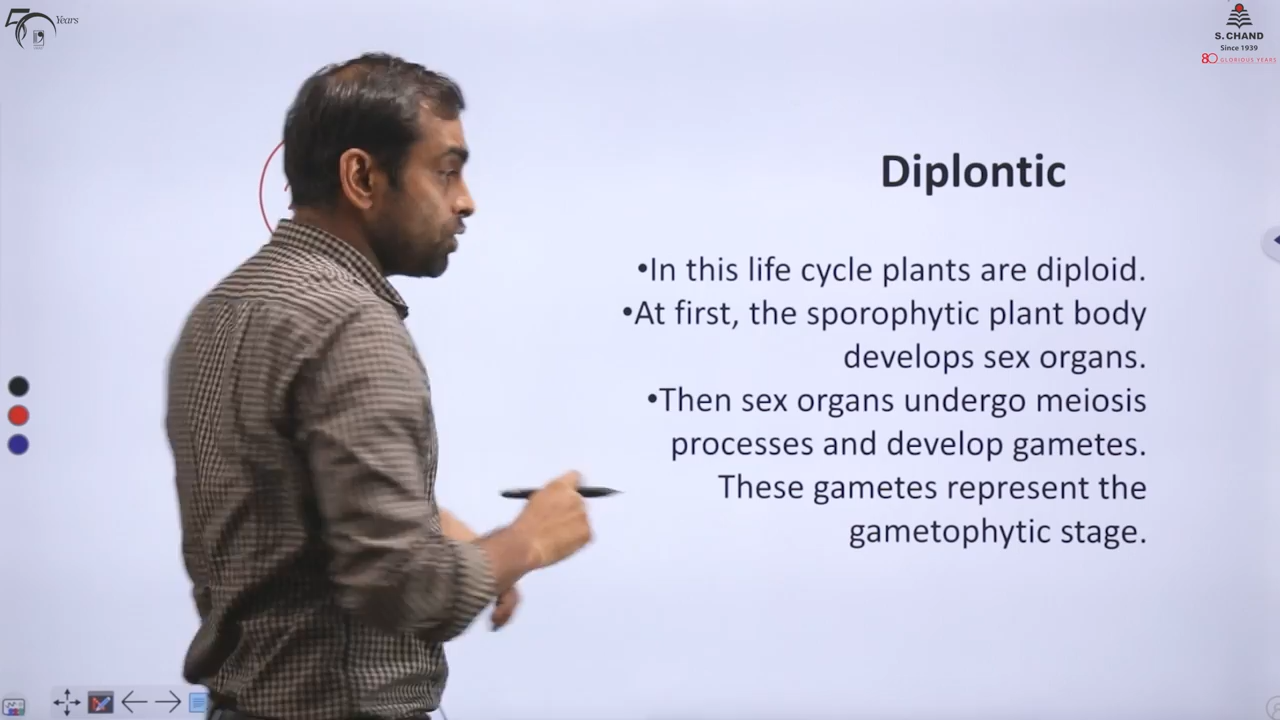 50 Years
S. CHAND
Since 1939
80 GLORIOUS YEARS
Diplontic
•In this life cycle plants are diploid.
•At first, the sporophytic plant body
develops sex organs.
•Then sex organs undergo meiosis
processes and develop gametes.
These gametes represent the
gametophytic stage.